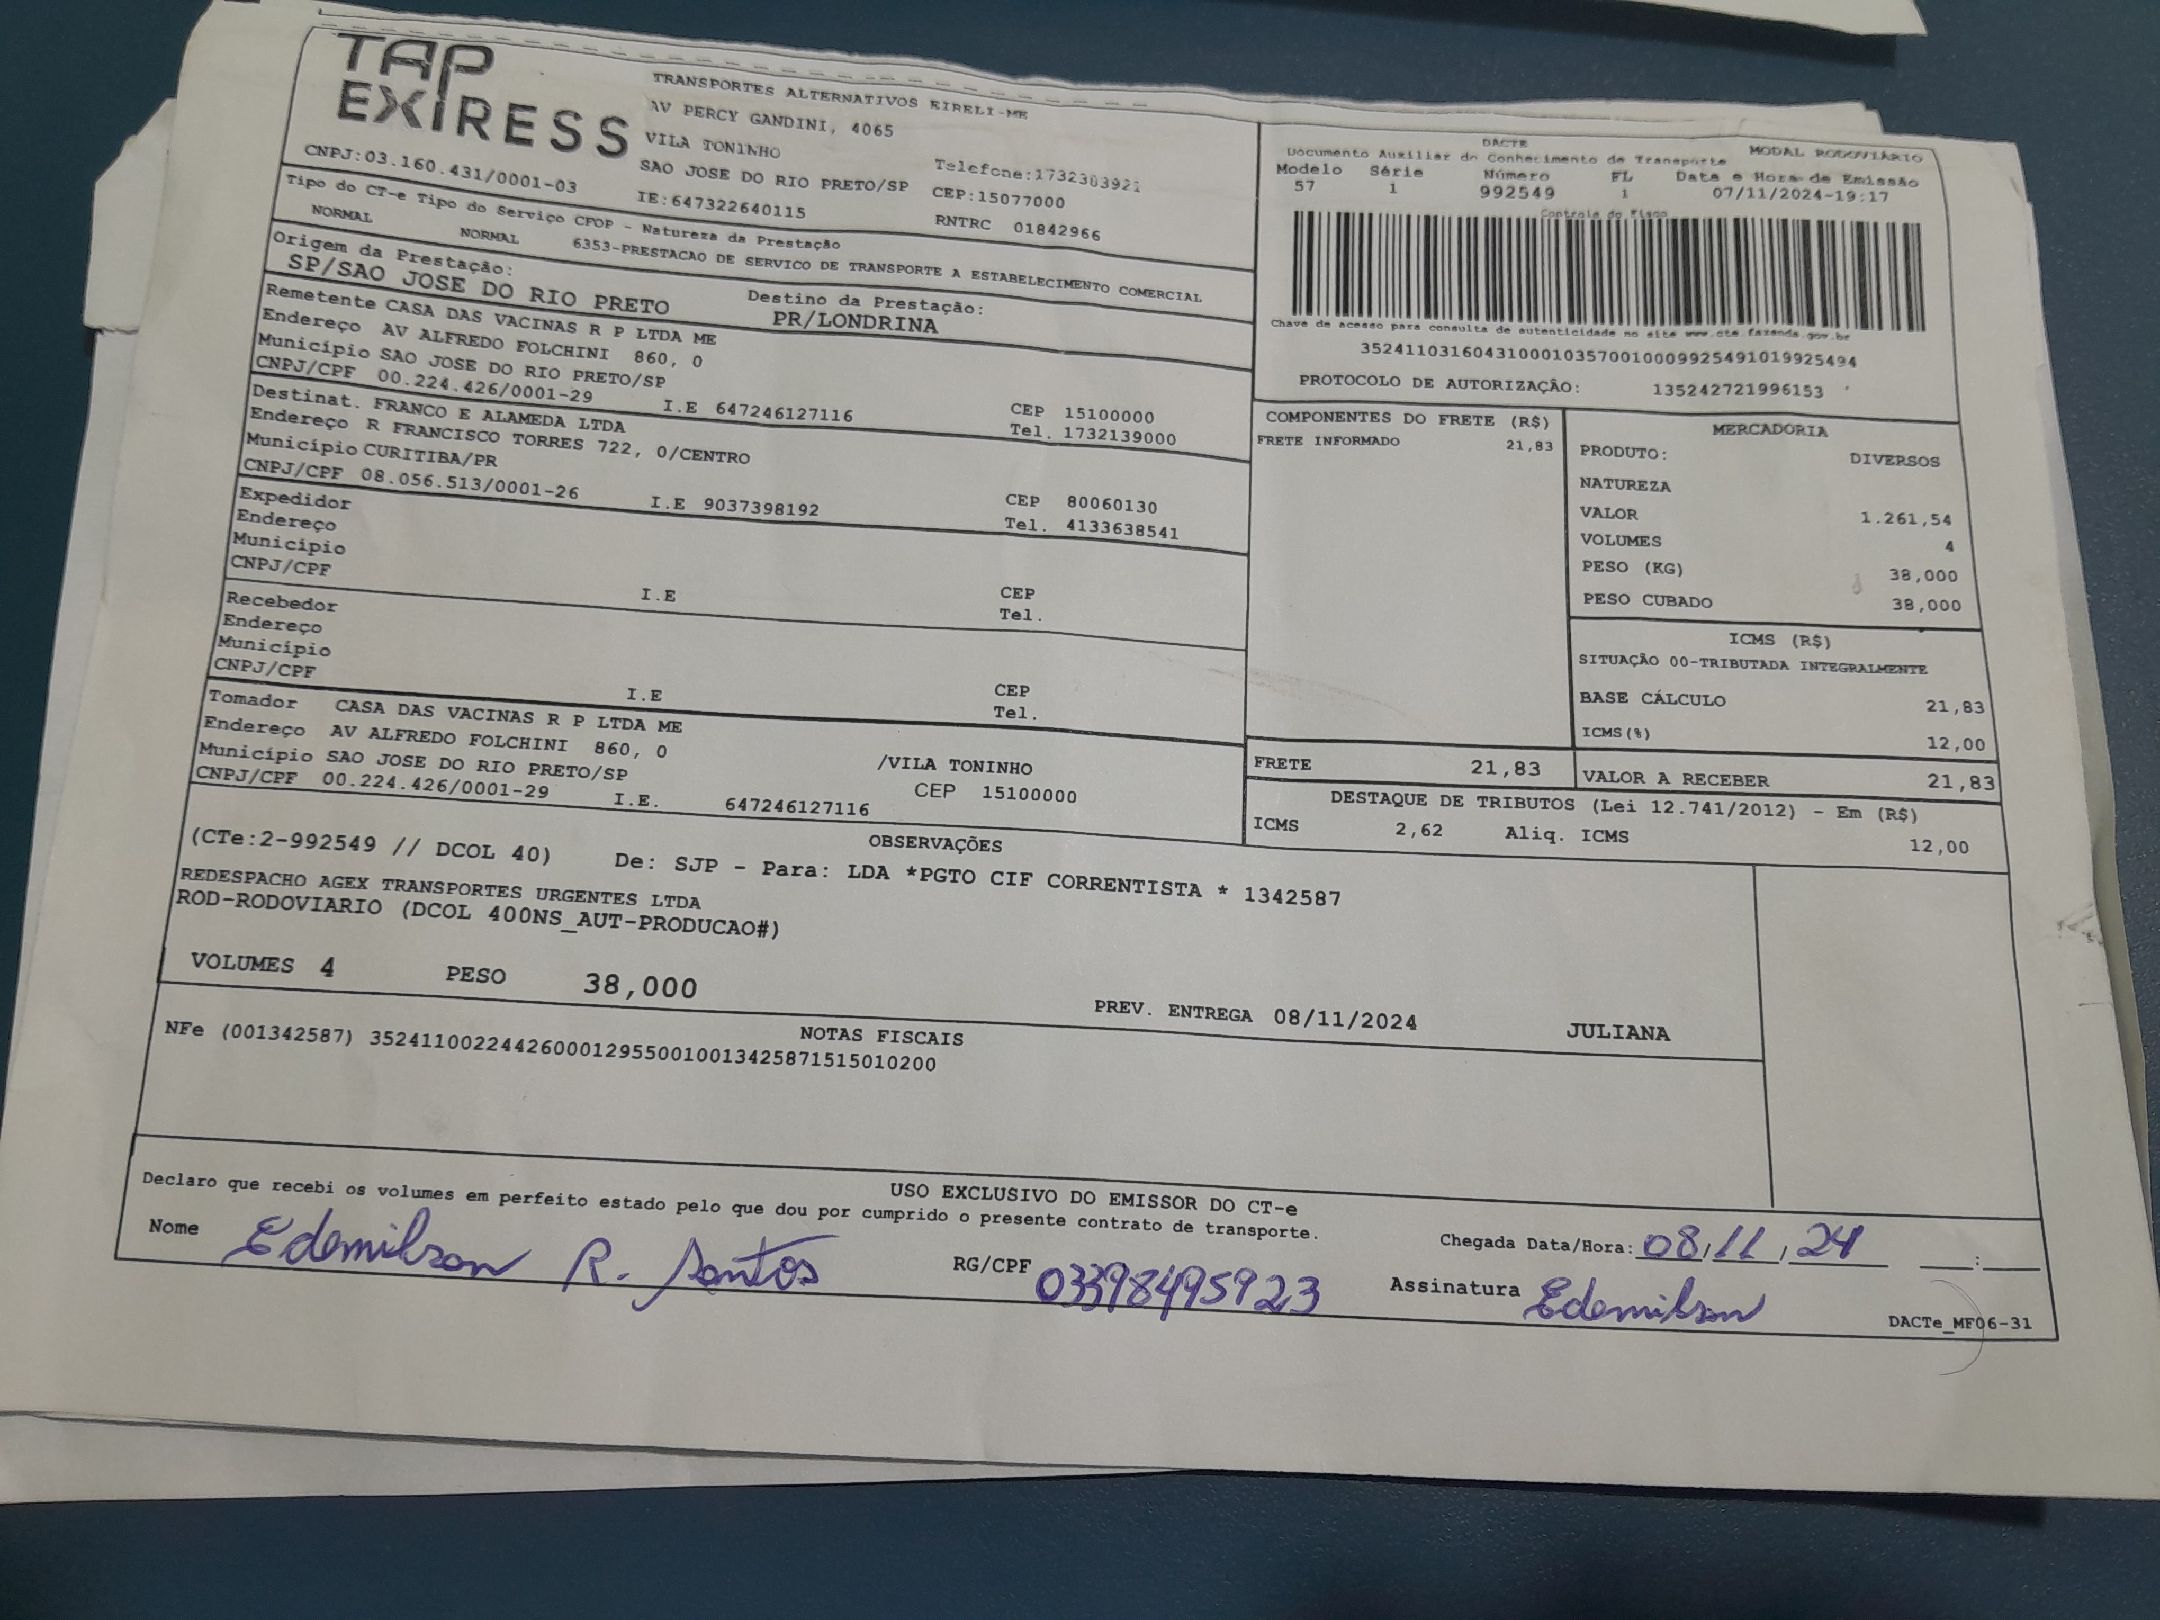 TAP
EXPRESS
TRANSPORTES ALTERNATIVOS EIRELI-ME
AV PERCY GANDINI, 4065
VILA TONINHO
SAO JOSE DO RIO PRETO/SP
Telefone:1732303921
CEP:15077000
CNPJ:03.160.431/0001-03
IE:647322640115
RNTRC 01842966
DACTE
Documento Auxiliar do Conhecimento de Transporte
MODAL RODOVIÁRIO
Modelo Série Número FL Data e Hora de Emissão
57 1 992549 1 07/11/2024-19:17
Controle do Fisco
Chave de acesso para consulta de autenticidade no site www.cte.fazenda.gov.br
35241103160431000103570010009925491019925494
PROTOCOLO DE AUTORIZAÇÃO: 135242721996153
Tipo do CT-e Tipo do Serviço CFOP - Natureza da Prestação
NORMAL NORMAL 6353-PRESTACAO DE SERVICO DE TRANSPORTE A ESTABELECIMENTO COMERCIAL
Origem da Prestação: Destino da Prestação:
SP/SAO JOSE DO RIO PRETO PR/LONDRINA
Remetente CASA DAS VACINAS R P LTDA ME
Endereço AV ALFREDO FOLCHINI 860, 0
Município SAO JOSE DO RIO PRETO/SP CEP 15100000
CNPJ/CPF 00.224.426/0001-29 I.E 647246127116 Tel. 1732139000
Destinat. FRANCO E ALAMEDA LTDA
Endereço R FRANCISCO TORRES 722, 0/CENTRO
Município CURITIBA/PR CEP 80060130
CNPJ/CPF 08.056.513/0001-26 I.E 9037398192 Tel. 4133638541
Expedidor
Endereço
Município CEP
CNPJ/CPF I.E Tel.
Recebedor
Endereço
Município CEP
CNPJ/CPF I.E Tel.
Tomador CASA DAS VACINAS R P LTDA ME
Endereço AV ALFREDO FOLCHINI 860, 0 /VILA TONINHO
Município SAO JOSE DO RIO PRETO/SP CEP 15100000
CNPJ/CPF 00.224.426/0001-29 I.E. 647246127116
COMPONENTES DO FRETE (R$)
FRETE INFORMADO 21,83
MERCADORIA
PRODUTO: DIVERSOS
NATUREZA
VALOR 1.261,54
VOLUMES 4
PESO (KG) 38,000
PESO CUBADO 38,000
ICMS (R$)
SITUAÇÃO 00-TRIBUTADA INTEGRALMENTE
BASE CÁLCULO 21,83
ICMS(%) 12,00
FRETE 21,83 VALOR A RECEBER 21,83
DESTAQUE DE TRIBUTOS (Lei 12.741/2012) - Em (R$)
ICMS 2,62 Aliq. ICMS 12,00
OBSERVAÇÕES
(CTe:2-992549 // DCOL 40) De: SJP - Para: LDA *PGTO CIF CORRENTISTA * 1342587
REDESPACHO AGEX TRANSPORTES URGENTES LTDA
ROD-RODOVIARIO (DCOL 400NS_AUT-PRODUCAO#)
VOLUMES 4 PESO 38,000 PREV. ENTREGA 08/11/2024 JULIANA
NOTAS FISCAIS
NFe (001342587) 35241100224426000129550010013425871515010200
USO EXCLUSIVO DO EMISSOR DO CT-e
Declaro que recebi os volumes em perfeito estado pelo que dou por cumprido o presente contrato de transporte.
Chegada Data/Hora: 08/11/24 __:__
Nome Edemilson R. Santos RG/CPF 03398495923 Assinatura Edemilson
DACTe_MF06-31